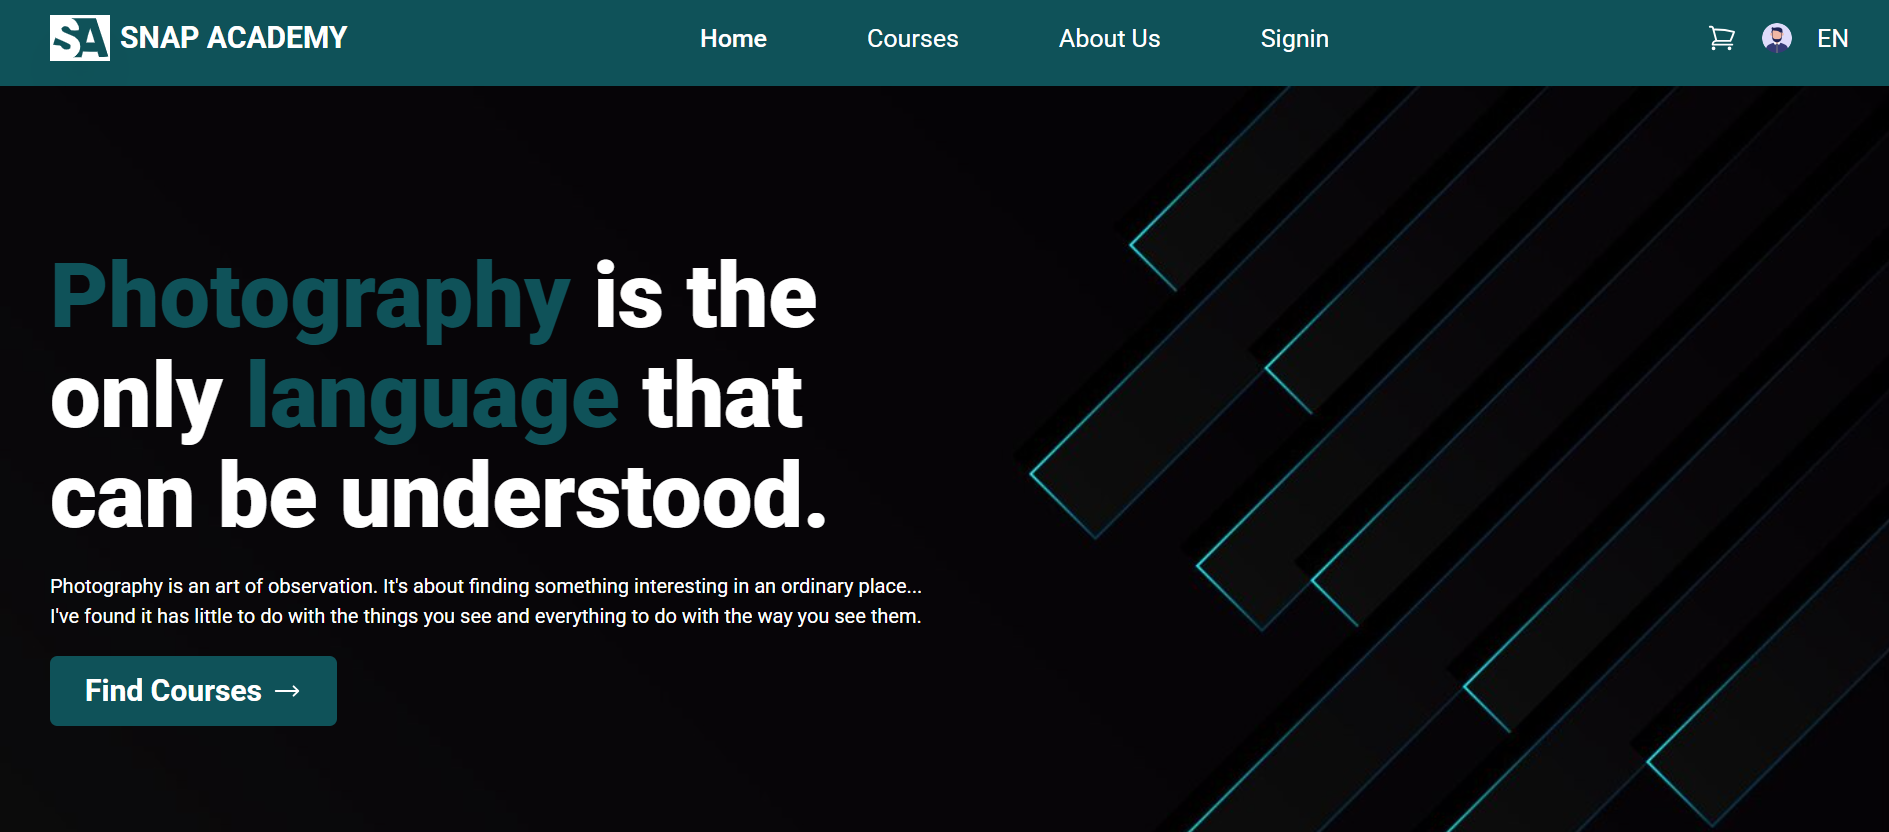 SA SNAP ACADEMY Home Courses About Us Signin EN
Photography is the
only language that
can be understood.
Photography is an art of observation. It's about finding something interesting in an ordinary place...
I've found it has little to do with the things you see and everything to do with the way you see them.
Find Courses →